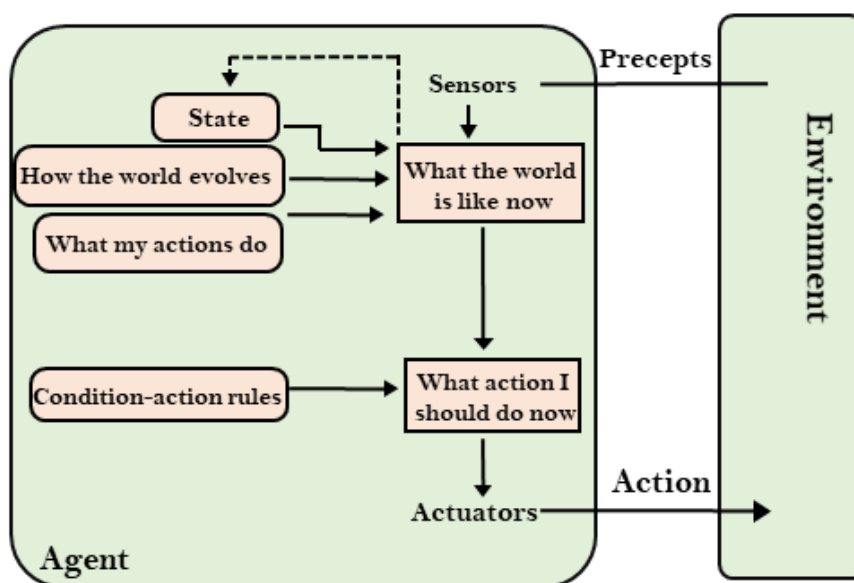 Precepts
Sensors
State
How the world evolves
What the world
is like now
What my actions do
Environment
Condition-action rules
What action I
should do now
Action
Actuators
Agent